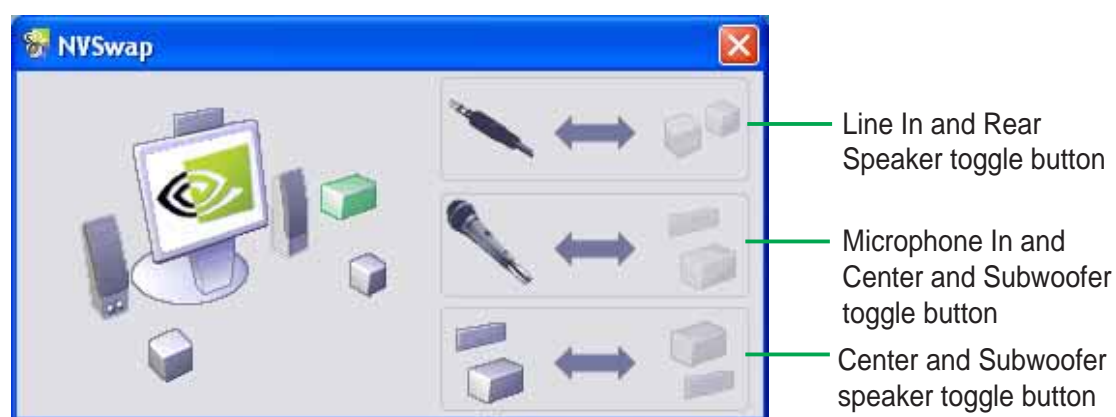 NVSwap
Line In and Rear
Speaker toggle button
Microphone In and
Center and Subwoofer
toggle button
Center and Subwoofer
speaker toggle button